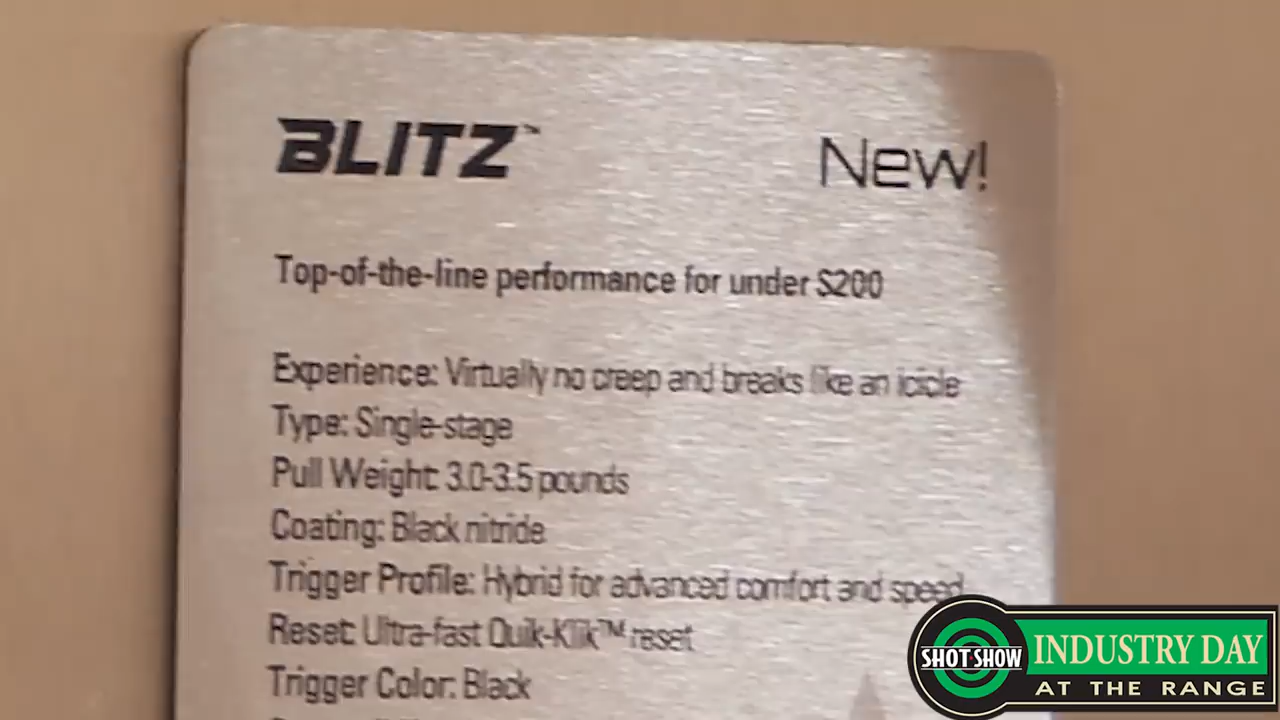 BLITZ™
New!
Top-of-the-line performance for under $200
Experience: Virtually no creep and breaks like an icicle
Type: Single-stage
Pull Weight: 3.0-3.5 pounds
Coating: Black nitride
Trigger Profile: Hybrid for advanced comfort and speed
Reset: Ultra-fast Quik-Klik™ reset
Trigger Color: Black
SHOT SHOW
INDUSTRY DAY
AT THE RANGE